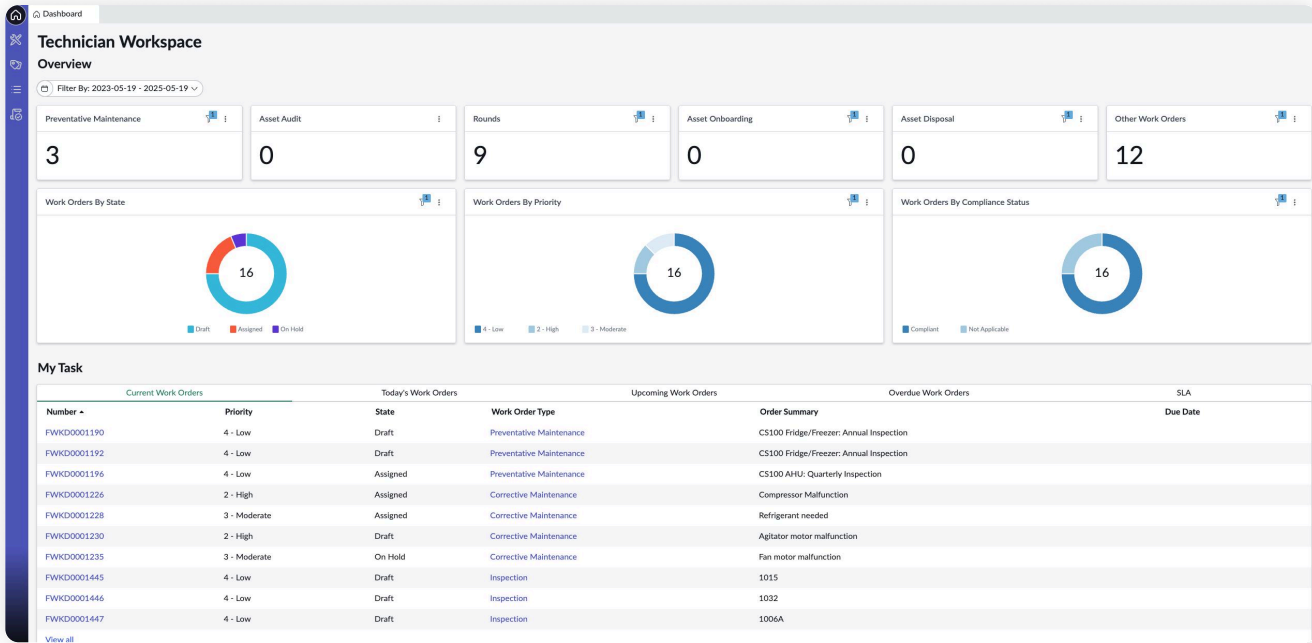 Dashboard
Technician Workspace
Overview
Filter By: 2023-05-19 - 2025-05-19
Preventative Maintenance 1
3
Asset Audit
0
Rounds 1
9
Asset Onboarding 1
0
Asset Disposal 1
0
Other Work Orders 1
12
Work Orders By State 1
16
Draft Assigned On Hold
Work Orders By Priority 1
16
4 - Low 2 - High 3 - Moderate
Work Orders By Compliance Status 1
16
Compliant Not Applicable
My Task
Current Work Orders Today's Work Orders Upcoming Work Orders Overdue Work Orders SLA
Number Priority State Work Order Type Order Summary Due Date
FWKD0001190 4 - Low Draft Preventative Maintenance CS100 Fridge/Freezer: Annual Inspection
FWKD0001192 4 - Low Draft Preventative Maintenance CS100 Fridge/Freezer: Annual Inspection
FWKD0001196 4 - Low Assigned Preventative Maintenance CS100 AHU: Quarterly Inspection
FWKD0001226 2 - High Assigned Corrective Maintenance Compressor Malfunction
FWKD0001228 3 - Moderate Assigned Corrective Maintenance Refrigerant needed
FWKD0001230 2 - High Draft Corrective Maintenance Agitator motor malfunction
FWKD0001235 3 - Moderate On Hold Corrective Maintenance Fan motor malfunction
FWKD0001445 4 - Low Draft Inspection 1015
FWKD0001446 4 - Low Draft Inspection 1032
FWKD0001447 4 - Low Draft Inspection 1006A
View all